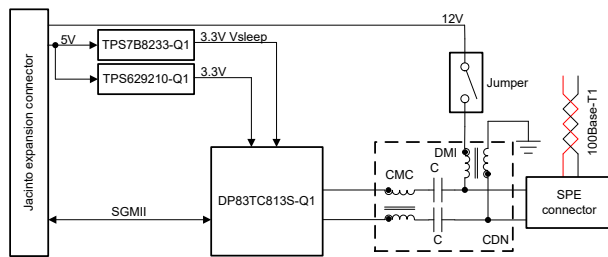 12V
5V
TPS7B8233-Q1
3.3V Vsleep
TPS629210-Q1
3.3V
Jumper
Jacinto expansion connector
100Base-T1
DMI
C
CMC
DP83TC813S-Q1
SGMII
SPE
connector
C
CDN